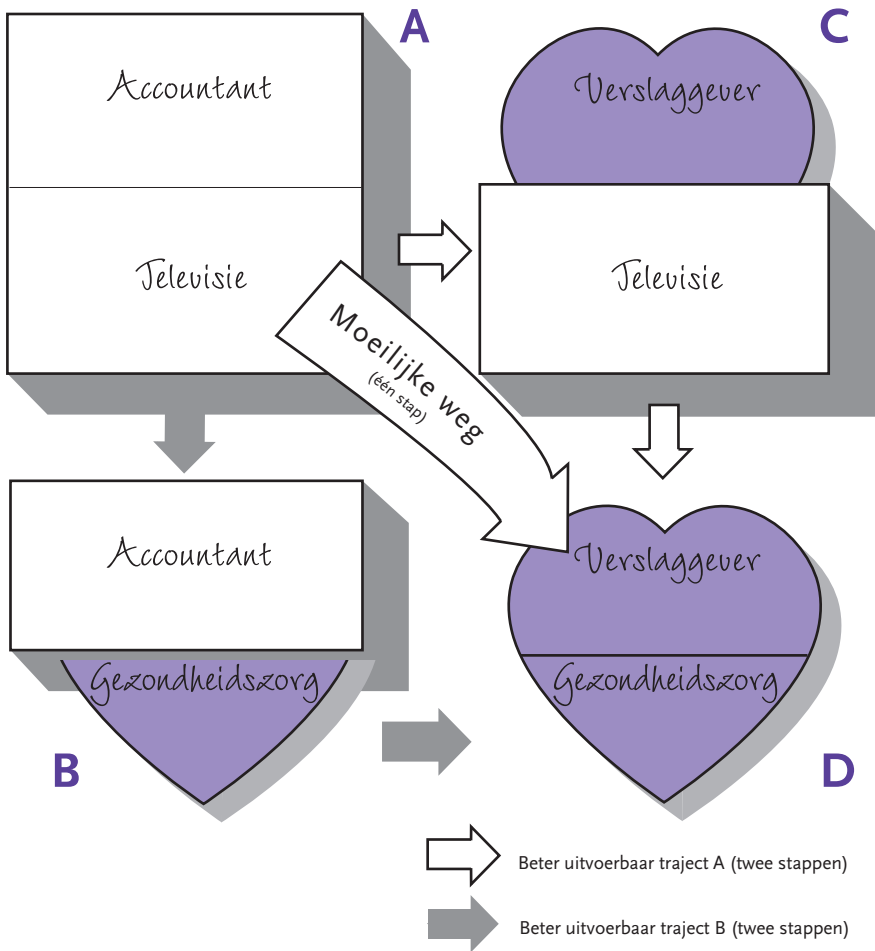 A
Accountant
Televisie
C
Verslaggever
Televisie
Moeilijke weg
(één stap)
Accountant
Gezondheidszorg
B
Verslaggever
Gezondheidszorg
D
Beter uitvoerbaar traject A (twee stappen)
Beter uitvoerbaar traject B (twee stappen)